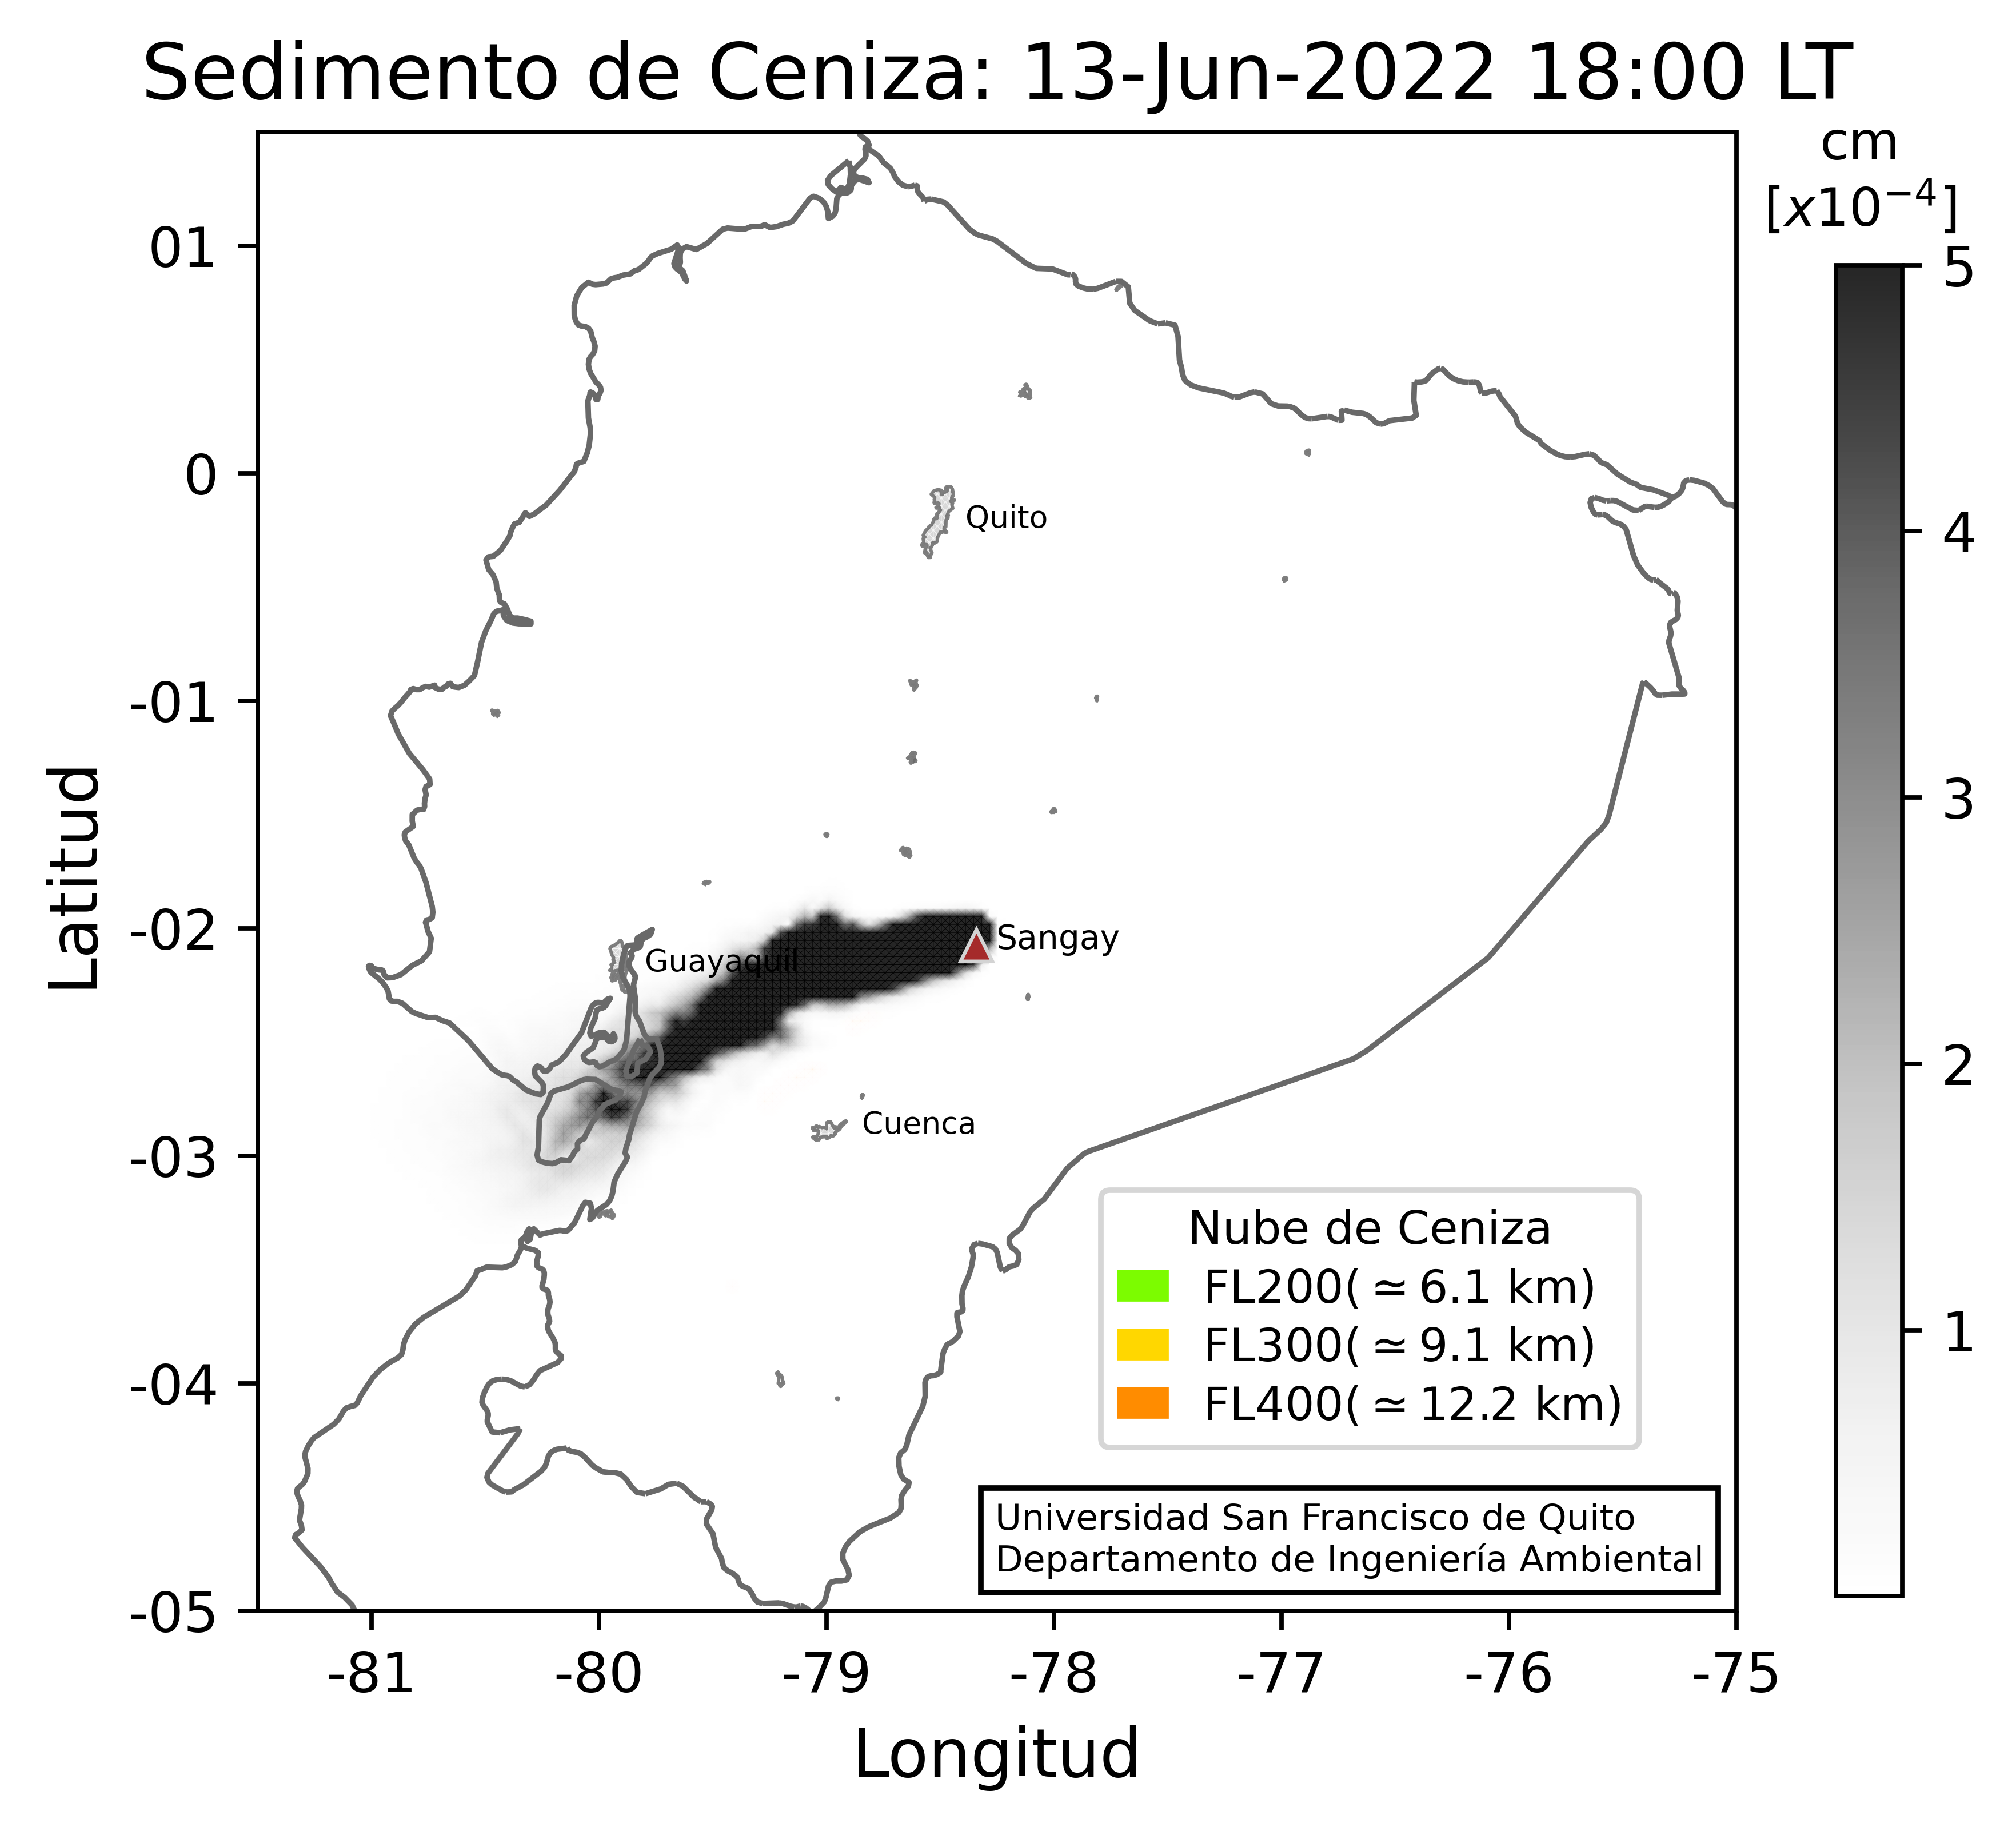 Sedimento de Ceniza: 13-Jun-2022 18:00 LT
cm
[x10⁻⁴]
5
4
3
2
1
01
0
-01
-02
-03
-04
-05
Latitud
Quito
Sangay
Guayaquil
Cuenca
Nube de Ceniza
FL200( ≃ 6.1 km)
FL300( ≃ 9.1 km)
FL400( ≃ 12.2 km)
Universidad San Francisco de Quito
Departamento de Ingeniería Ambiental
-81 -80 -79 -78 -77 -76 -75
Longitud